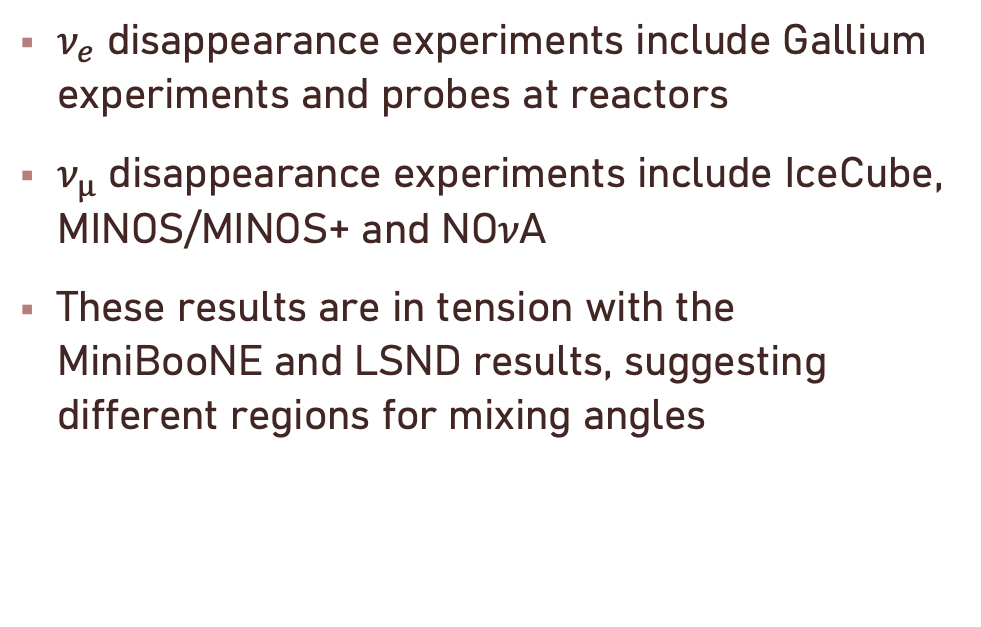 ▪ νₑ disappearance experiments include Gallium
experiments and probes at reactors
▪ ν_μ disappearance experiments include IceCube,
MINOS/MINOS+ and NOνA
▪ These results are in tension with the
MiniBooNE and LSND results, suggesting
different regions for mixing angles